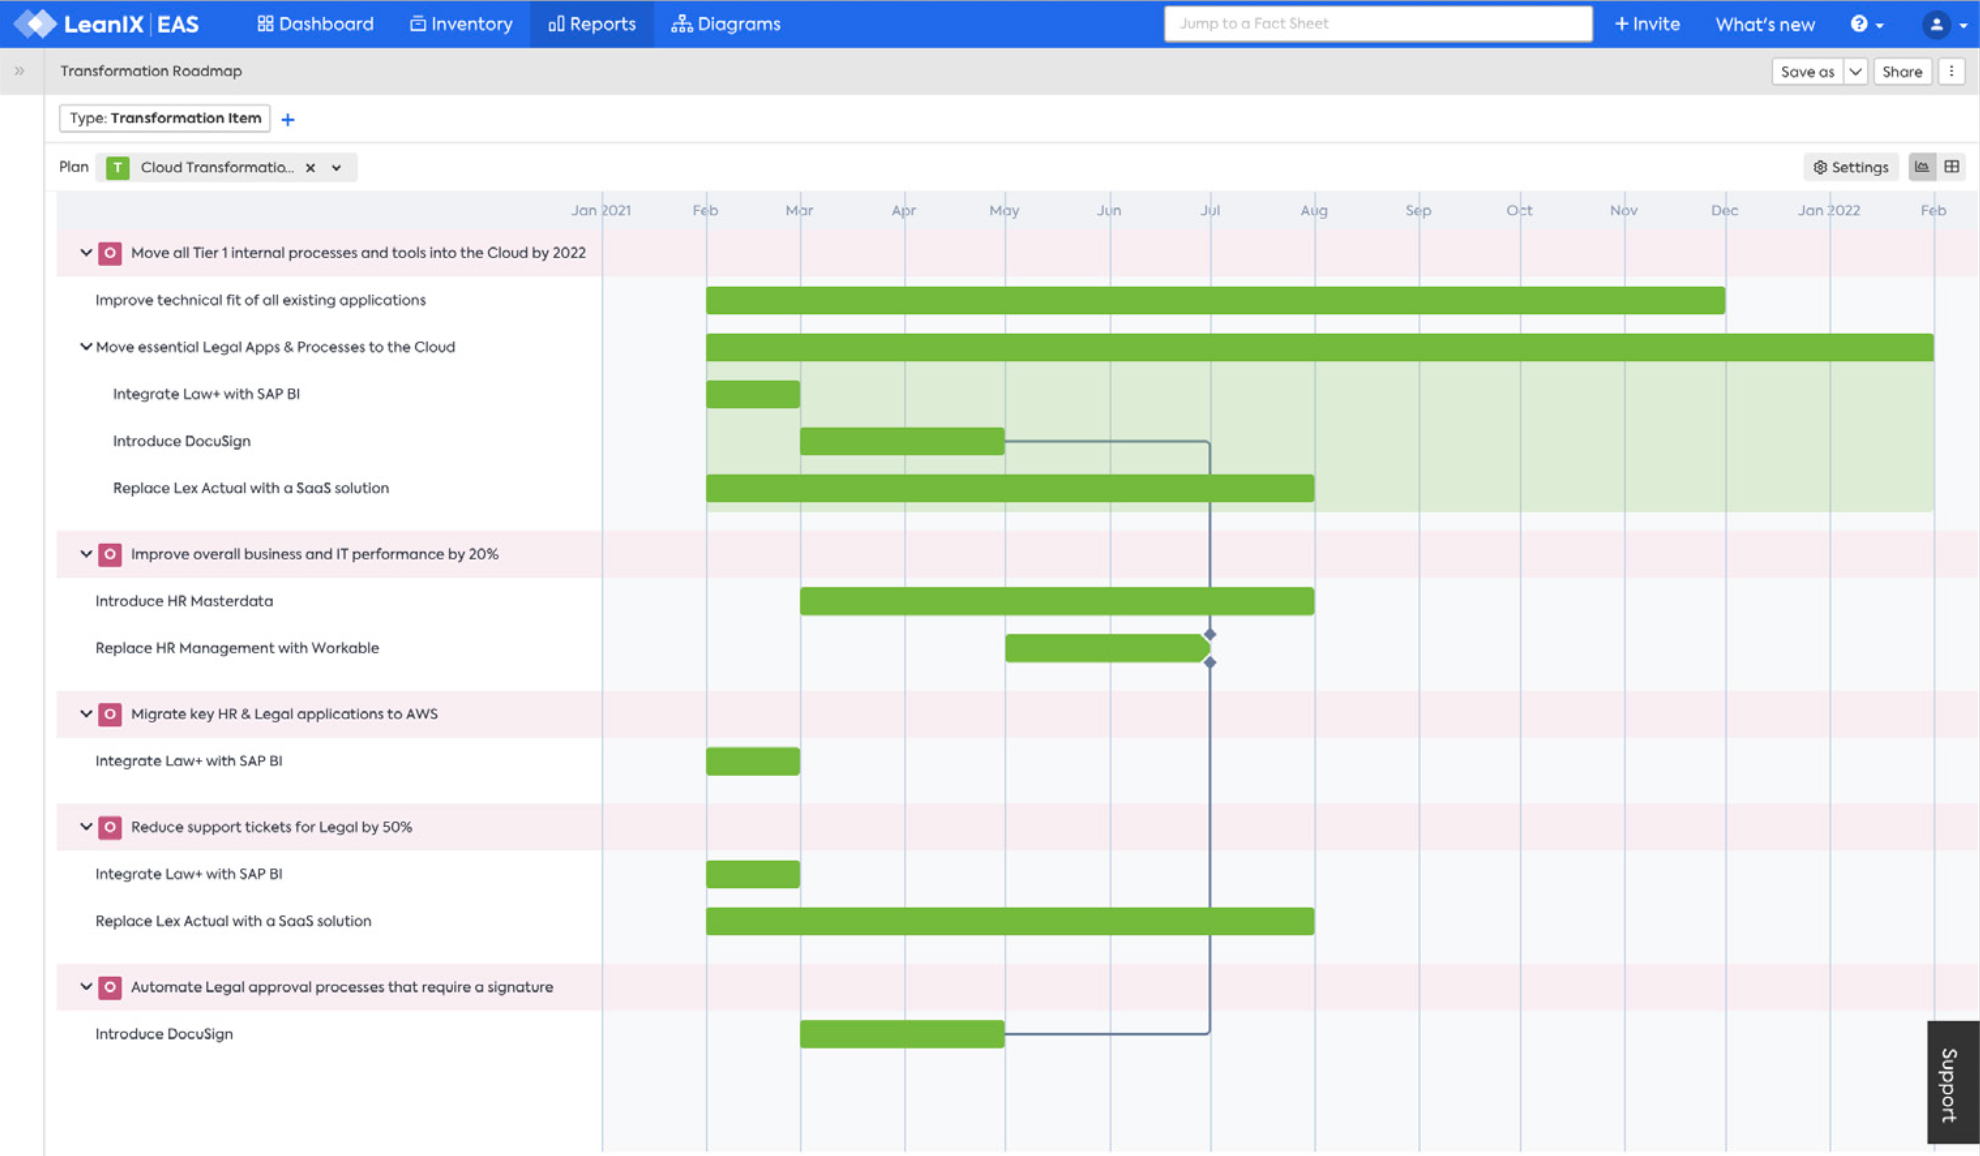 LeanIX | EAS Dashboard Inventory Reports Diagrams Jump to a Fact Sheet + Invite What's new ?
Transformation Roadmap Save as Share
Type: Transformation Item +
Plan T Cloud Transformatio... Settings
Jan 2021 Feb Mar Apr May Jun Jul Aug Sep Oct Nov Dec Jan 2022 Feb
O Move all Tier 1 internal processes and tools into the Cloud by 2022
Improve technical fit of all existing applications
Move essential Legal Apps & Processes to the Cloud
Integrate Law+ with SAP BI
Introduce DocuSign
Replace Lex Actual with a SaaS solution
O Improve overall business and IT performance by 20%
Introduce HR Masterdata
Replace HR Management with Workable
O Migrate key HR & Legal applications to AWS
Integrate Law+ with SAP BI
O Reduce support tickets for Legal by 50%
Integrate Law+ with SAP BI
Replace Lex Actual with a SaaS solution
O Automate Legal approval processes that require a signature
Introduce DocuSign
Support